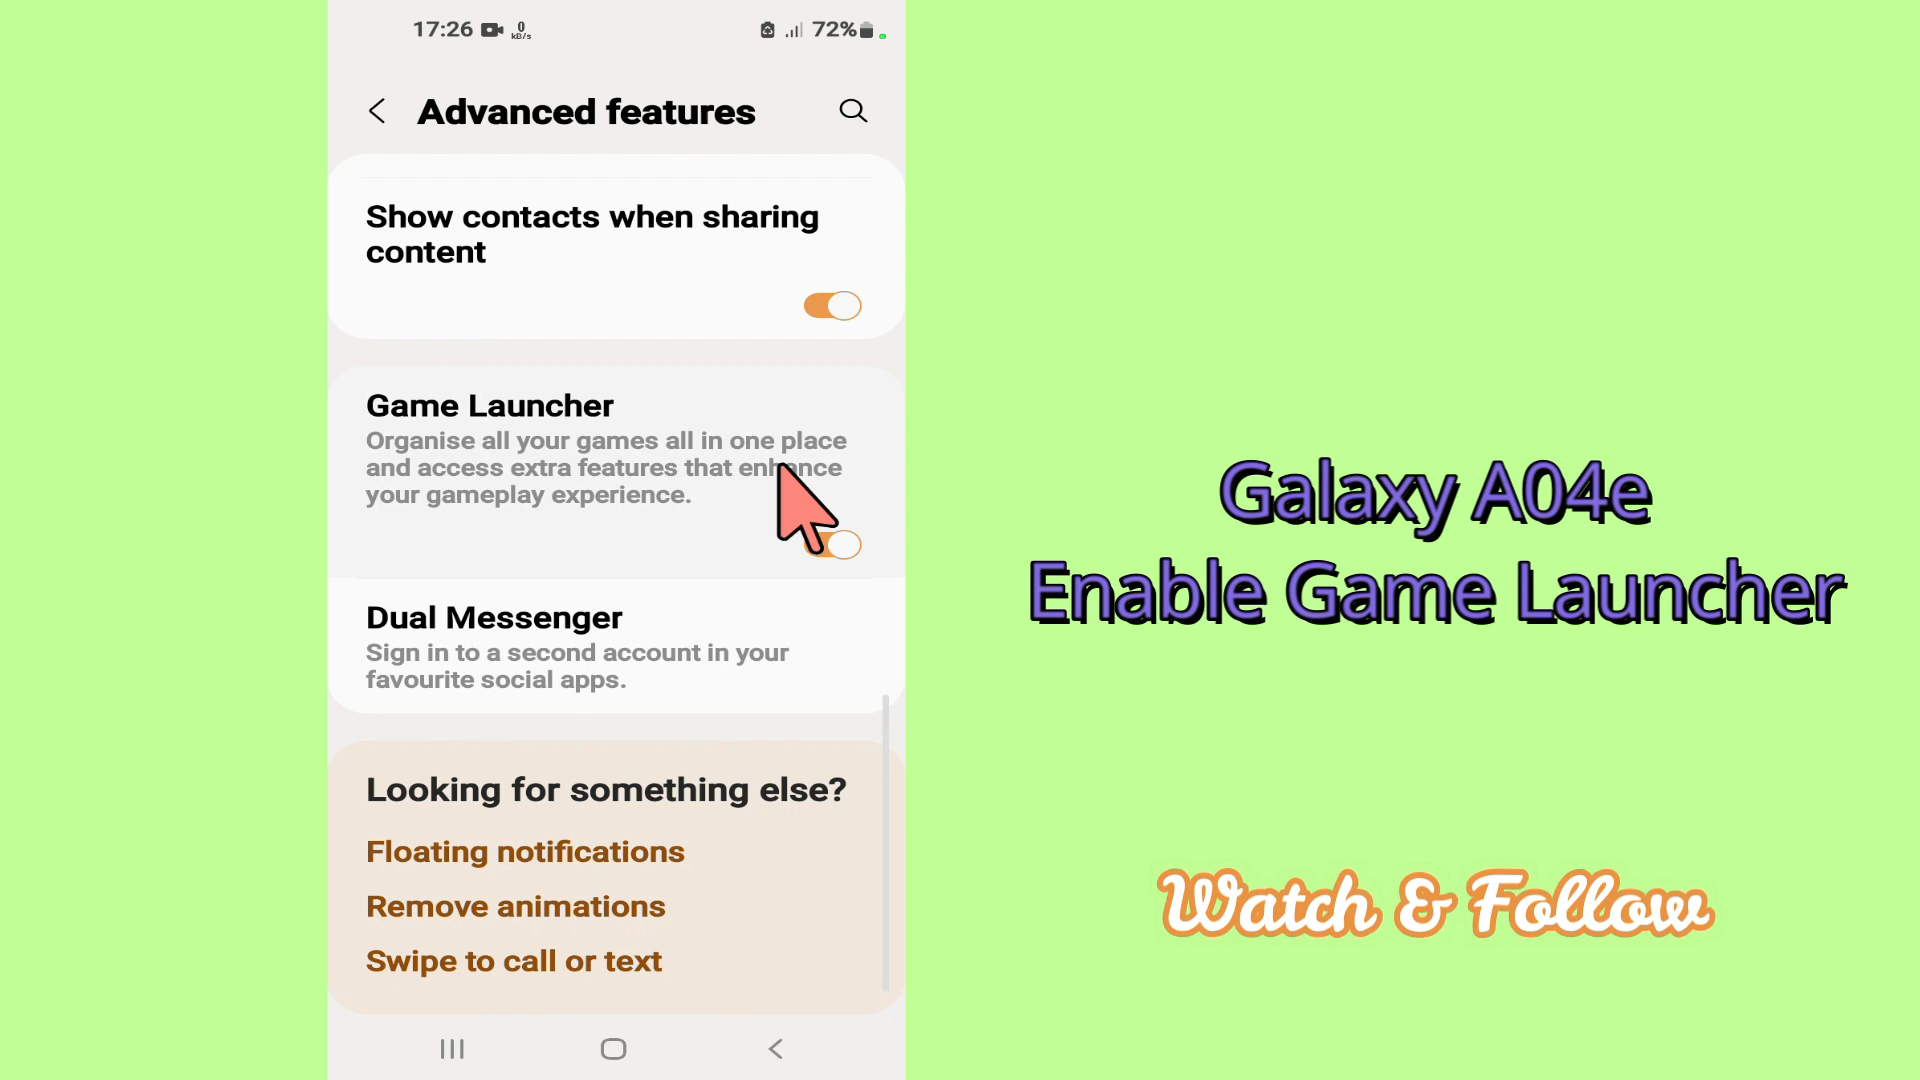 17:26 0 kB/s 72%
Advanced features
Show contacts when sharing
content
Game Launcher
Organise all your games all in one place
and access extra features that enhance
your gameplay experience.
Dual Messenger
Sign in to a second account in your
favourite social apps.
Looking for something else?
Floating notifications
Remove animations
Swipe to call or text
Galaxy A04e
Enable Game Launcher
Watch & Follow